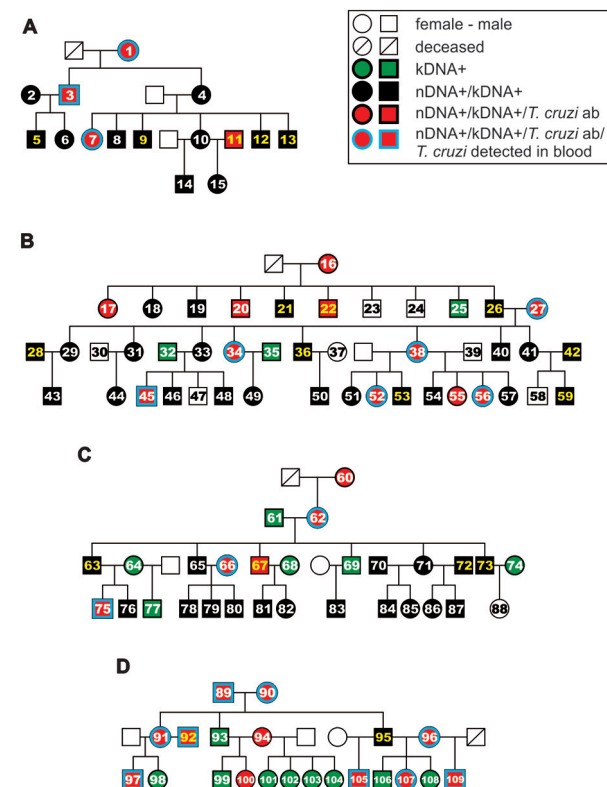 A
female - male
deceased
kDNA+
nDNA+/kDNA+
nDNA+/kDNA+/T. cruzi ab
nDNA+/kDNA+/T. cruzi ab/
T. cruzi detected in blood
1
2 3 4
5 6 7 8 9 10 11 12 13
14 15
B
16
17 18 19 20 21 22 23 24 25 26 27
28 29 30 31 32 33 34 35 36 37 38 39 40 41 42
43 44 45 46 47 48 49 50 51 52 53 54 55 56 57 58 59
C
60
61 62
63 64 65 66 67 68 69 70 71 72 73 74
75 76 77 78 79 80 81 82 83 84 85 86 87 88
D
89 90
91 92 93 94 95 96
97 98 99 100 101 102 103 104 105 106 107 108 109